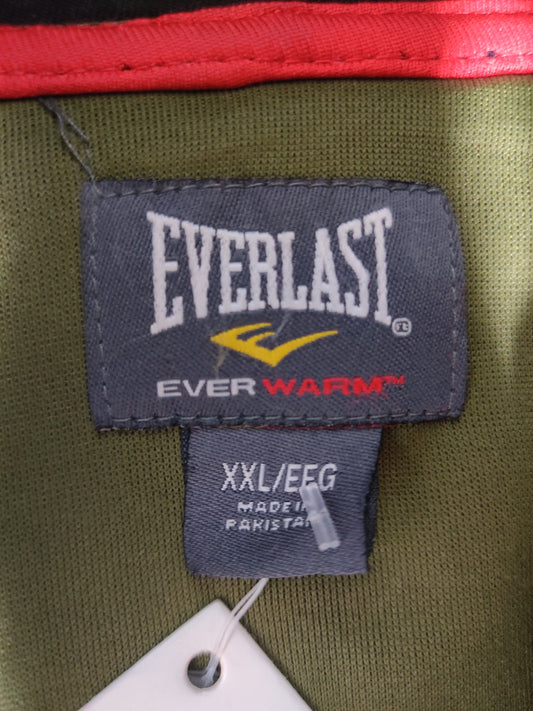 EVERLAST
EVER WARM™
XXL/EEG
MADE IN
PAKISTAN